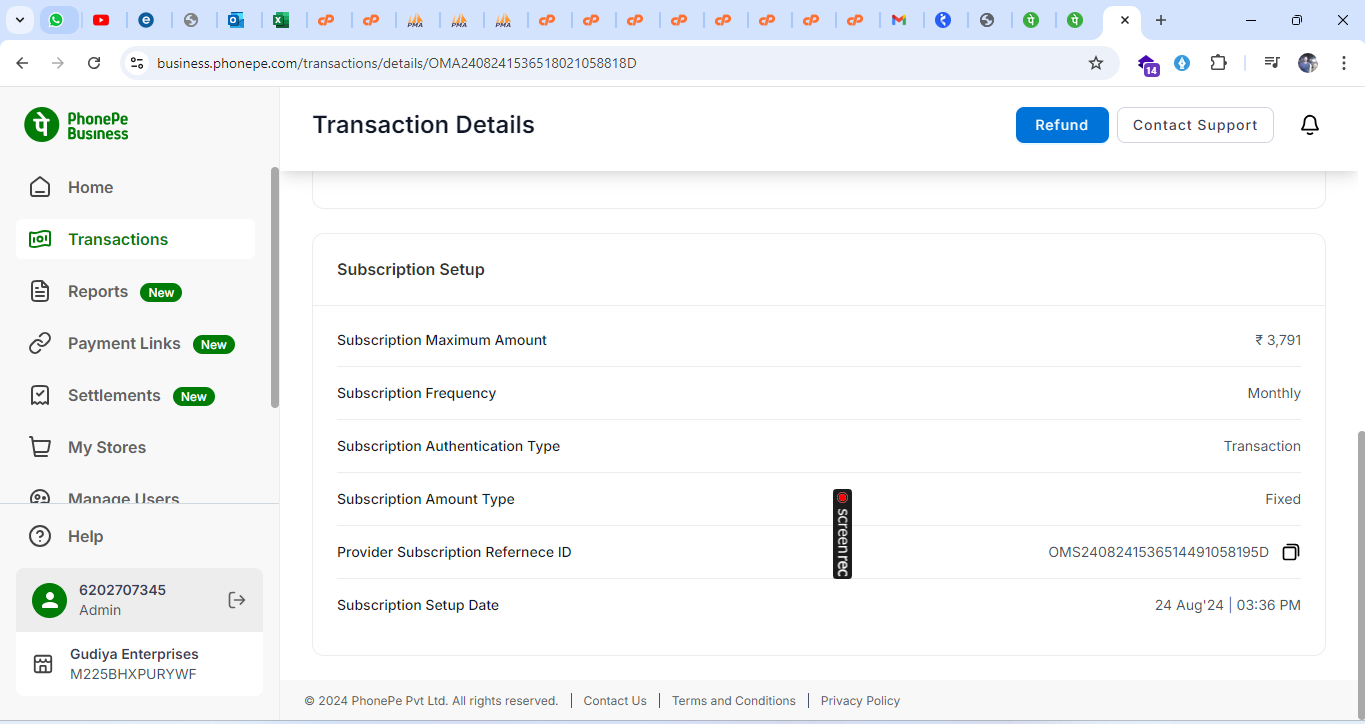 PMA
PMA
PMA
business.phonepe.com/transactions/details/OMA2408241536518021058818D
14
PhonePe
Business
Transaction Details
Refund
Contact Support
Home
Transactions
Reports New
Payment Links New
Settlements New
My Stores
Manage Users
Help
6202707345
Admin
Gudiya Enterprises
M225BHXPURYWF
Subscription Setup
Subscription Maximum Amount ₹ 3,791
Subscription Frequency Monthly
Subscription Authentication Type Transaction
Subscription Amount Type Fixed
Provider Subscription Refernece ID OMS2408241536514491058195D
Subscription Setup Date 24 Aug'24 | 03:36 PM
screenrec
© 2024 PhonePe Pvt Ltd. All rights reserved. | Contact Us | Terms and Conditions | Privacy Policy